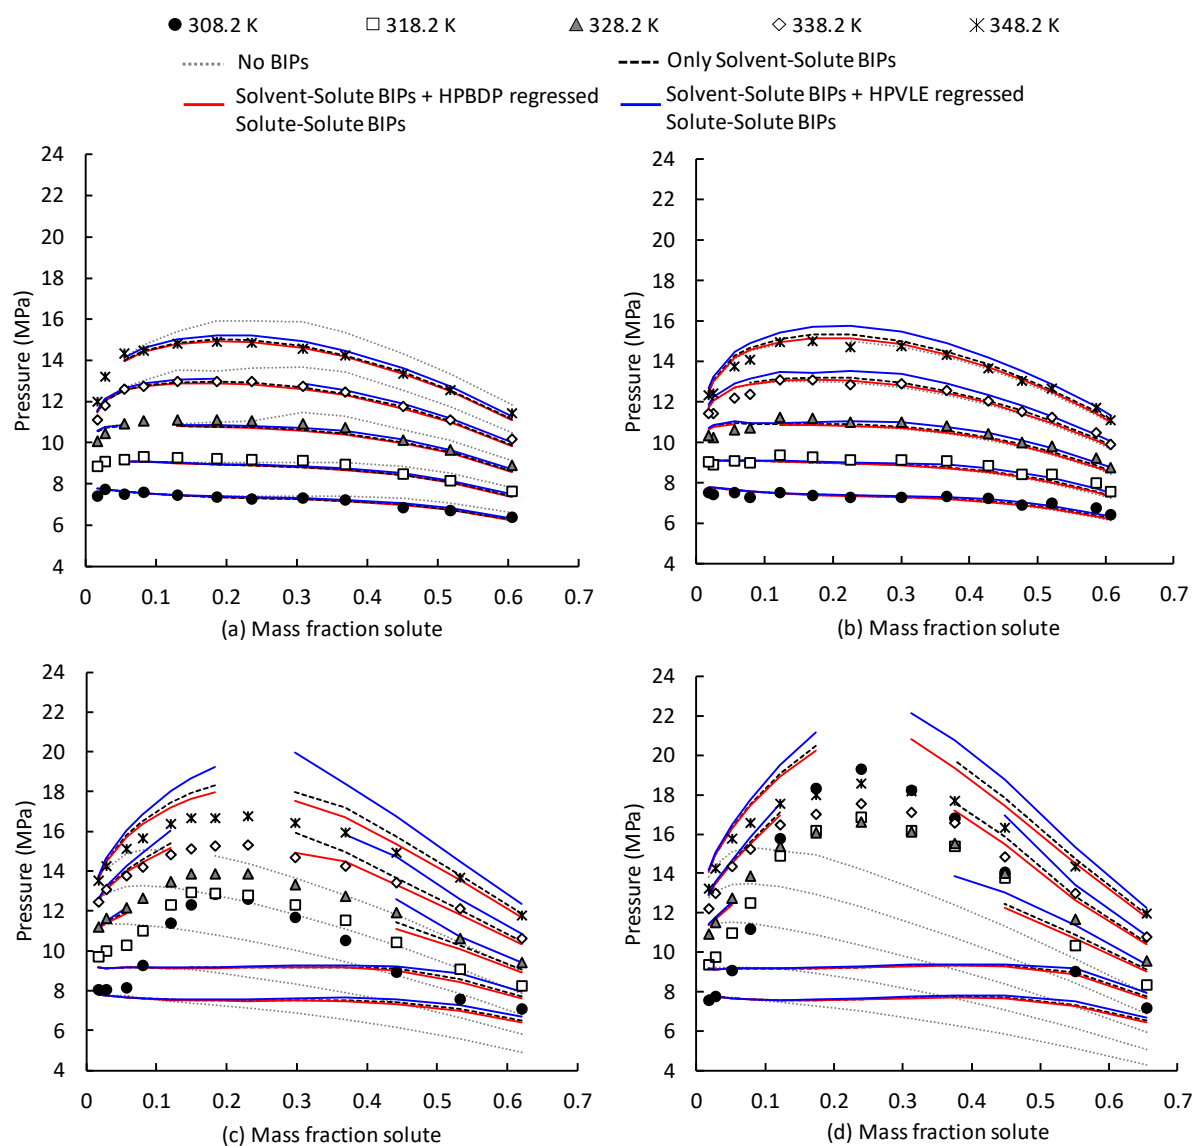 308.2 K 318.2 K 328.2 K 338.2 K 348.2 K
No BIPs Only Solvent-Solute BIPs
Solvent-Solute BIPs + HPBDP regressed
Solute-Solute BIPs
Solvent-Solute BIPs + HPVLE regressed
Solute-Solute BIPs
24
22
20
18
16
14
12
10
8
6
4
Pressure (MPa)
0 0.1 0.2 0.3 0.4 0.5 0.6 0.7
(a) Mass fraction solute
24
22
20
18
16
14
12
10
8
6
4
Pressure (MPa)
0 0.1 0.2 0.3 0.4 0.5 0.6 0.7
(b) Mass fraction solute
24
22
20
18
16
14
12
10
8
6
4
Pressure (MPa)
0 0.1 0.2 0.3 0.4 0.5 0.6 0.7
(c) Mass fraction solute
24
22
20
18
16
14
12
10
8
6
4
Pressure (MPa)
0 0.1 0.2 0.3 0.4 0.5 0.6 0.7
(d) Mass fraction solute